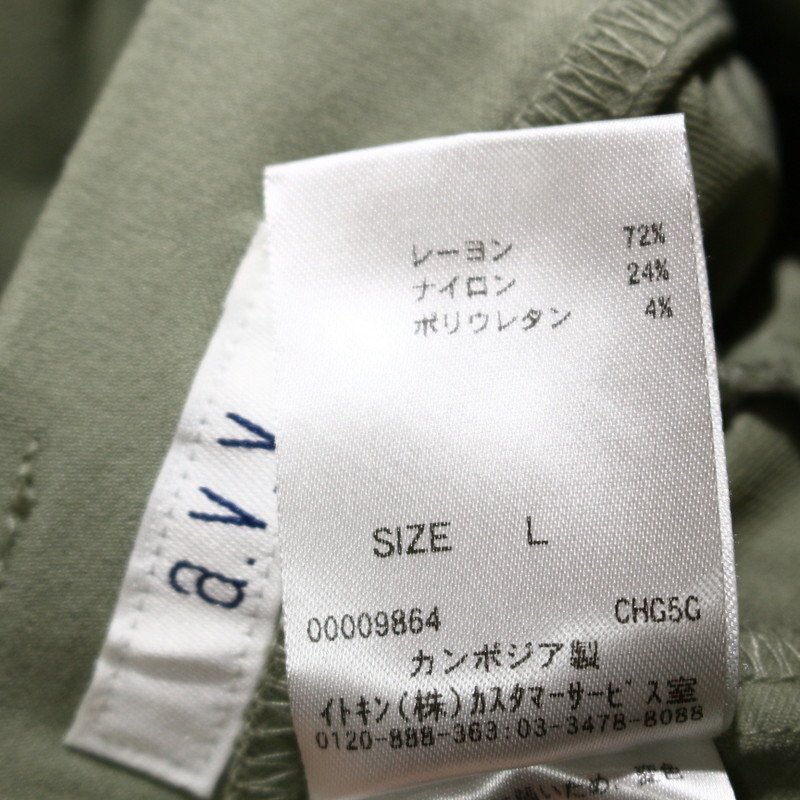 レーヨン 72%
ナイロン 24%
ポリウレタン 4%
a.v.v
SIZE L
00009864 CHG5G
カンボジア製
イトキン(株)カスタマーサービス室
0120-888-363:03-3478-8088